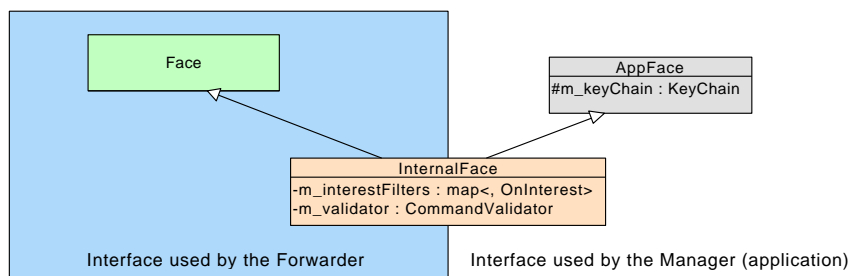 Face
AppFace
#m_keyChain : KeyChain
InternalFace
-m_interestFilters : map<, OnInterest>
-m_validator : CommandValidator
Interface used by the Forwarder
Interface used by the Manager (application)